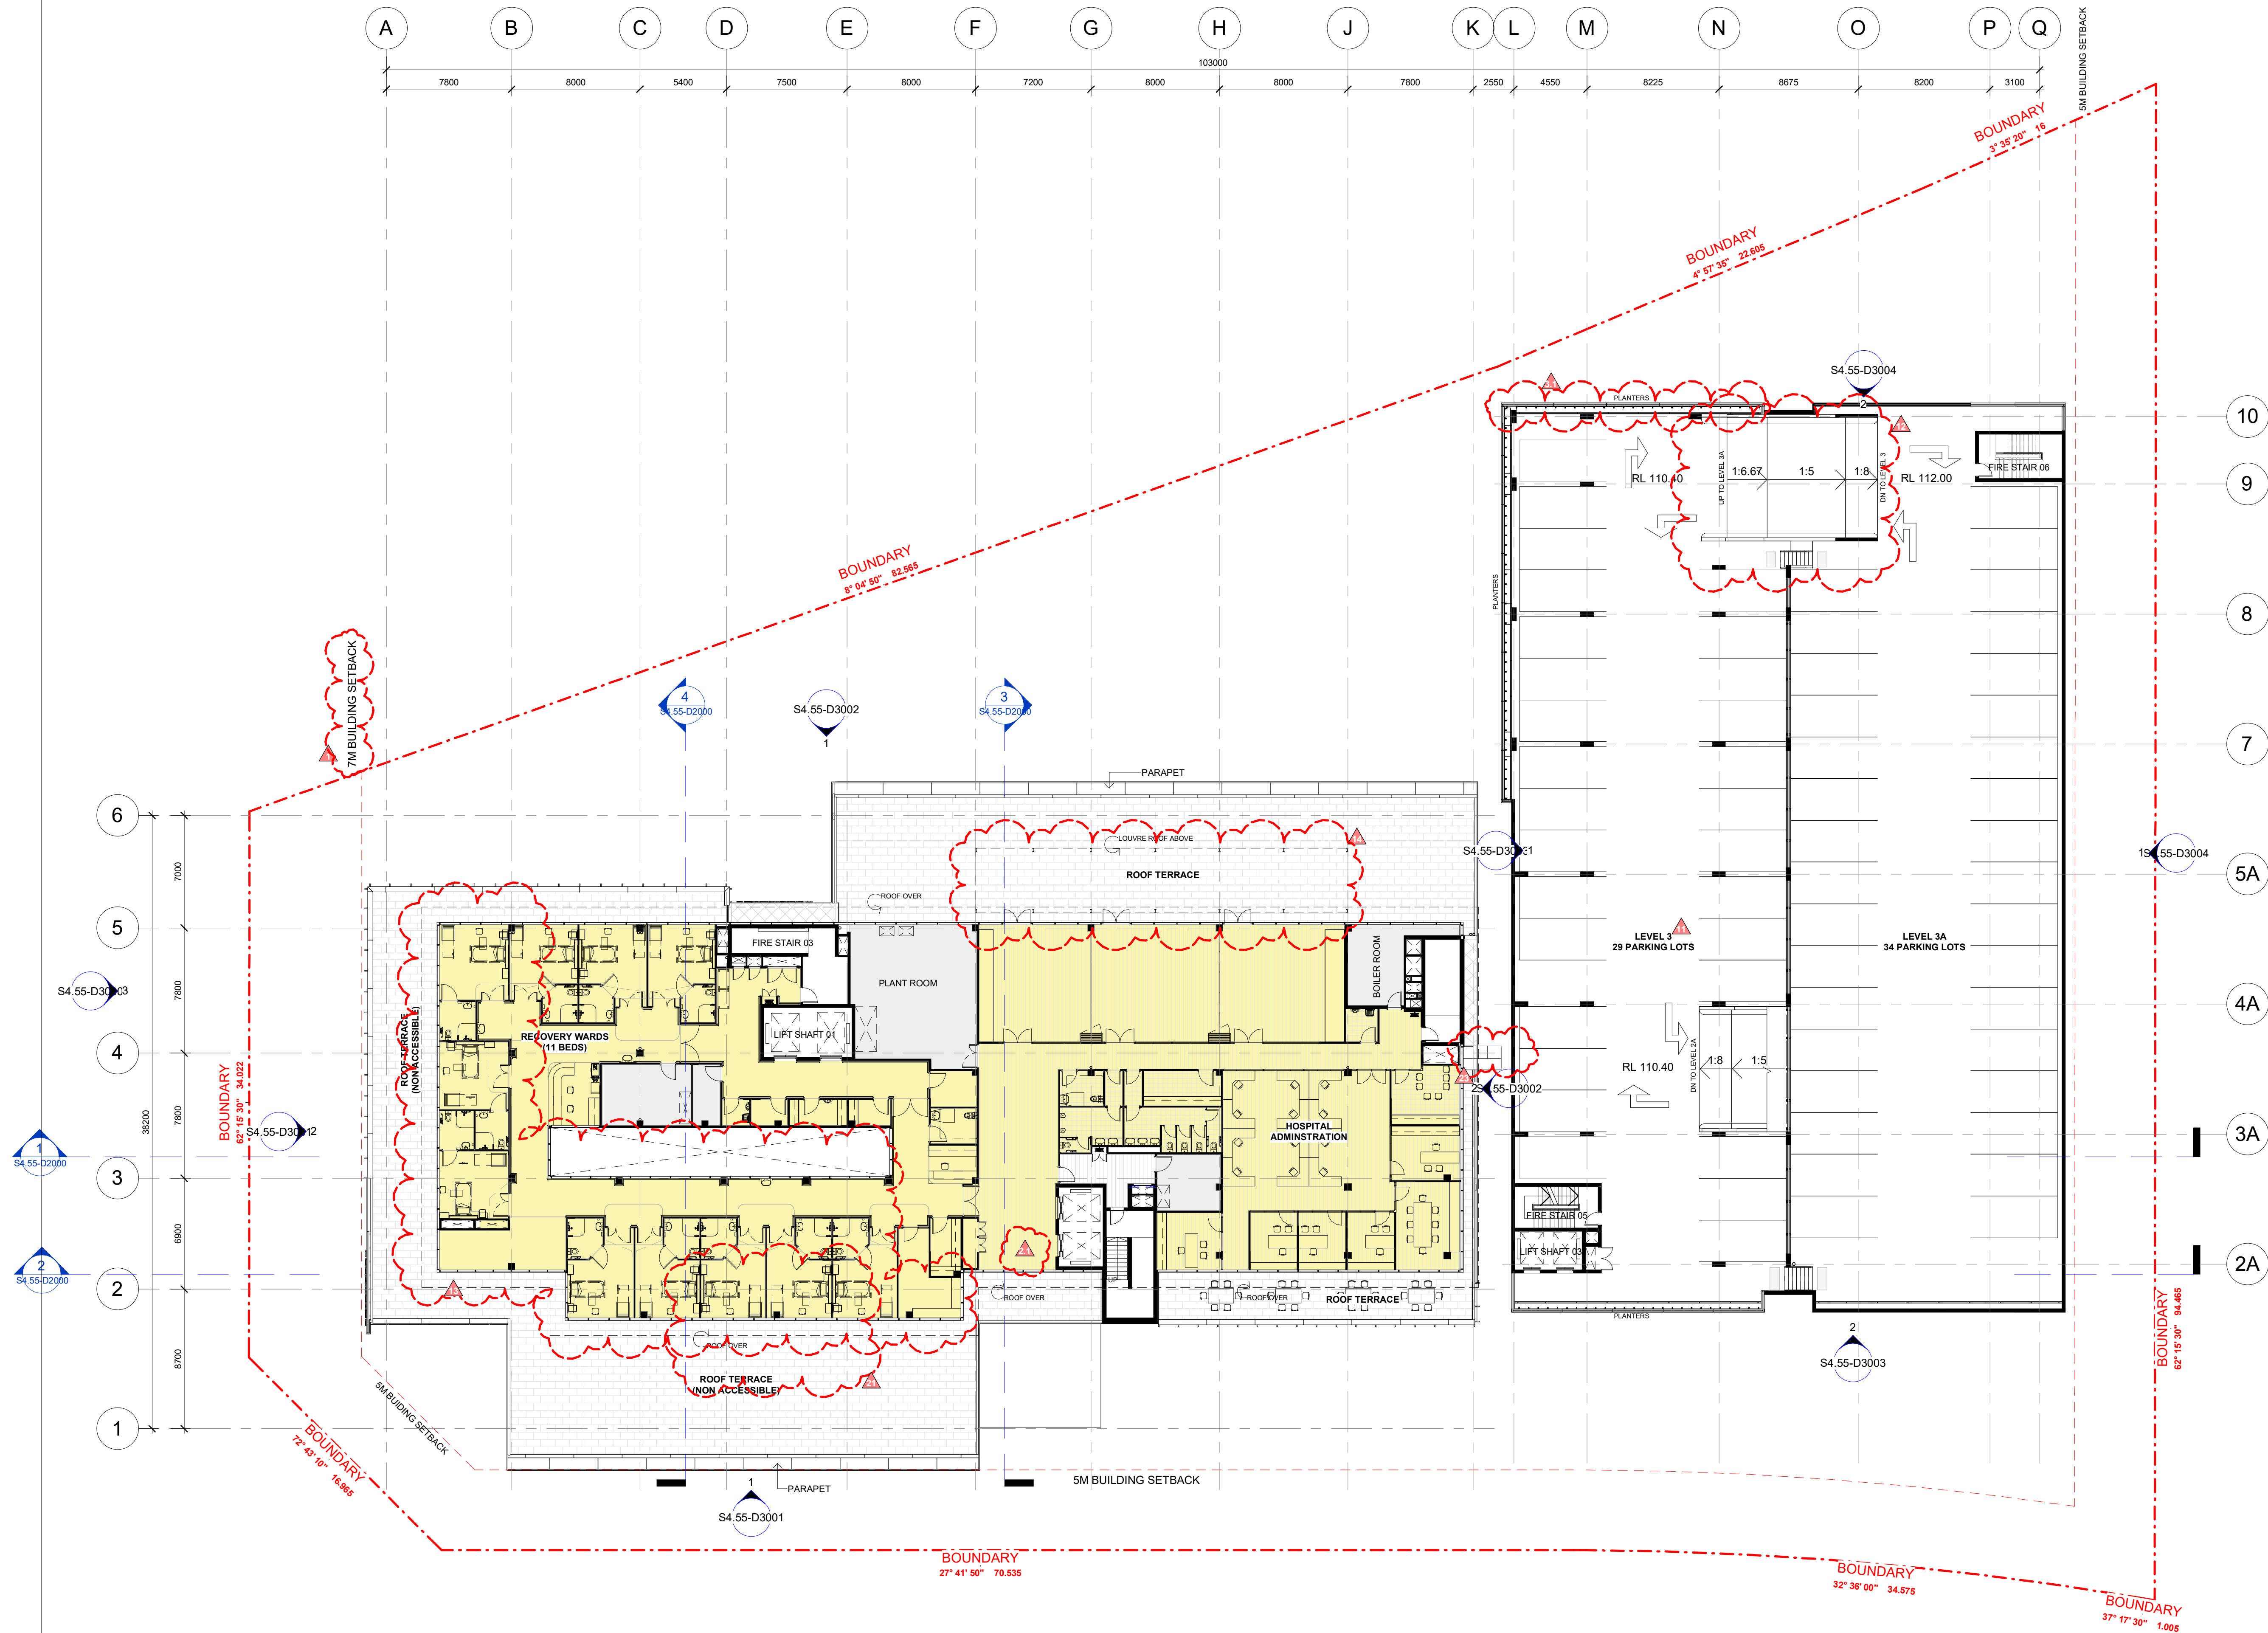 A
B
C
D
E
F
G
H
J
K
L
M
N
O
P
Q
5M BUILDING SETBACK
103000
7800
8000
5400
7500
8000
7200
8000
8000
7800
2550
4550
8225
8675
8200
3100
BOUNDARY
3° 35' 20" 16
BOUNDARY
4° 57' 35" 22.605
BOUNDARY
8° 04' 50" 82.565
7M BUILDING SETBACK
S4.55-D3004
2
PLANTERS
10
9
8
7
5A
4A
3A
2A
UP TO LEVEL 3A
1:6.67
1:5
1:8
DN TO LEVEL 3
RL 110.40
RL 112.00
FIRE STAIR 06
PLANTERS
4
S4.55-D2000
S4.55-D3002
1
3
S4.55-D2000
PARAPET
6
5
4
3
2
1
7000
7800
7800
6900
8700
38200
LOUVRE ROOF ABOVE
ROOF TERRACE
ROOF OVER
1
S4.55-D3004
LEVEL 3
29 PARKING LOTS
LEVEL 3A
34 PARKING LOTS
FIRE STAIR 03
PLANT ROOM
BOILER ROOM
3
2
LIFT SHAFT 01
RECOVERY WARDS
(11 BEDS)
ROOF TERRACE
(NON ACCESSIBLE)
BOUNDARY
62° 15' 30" 34.022
1
S4.55-D2000
2
S4.55-D2000
2
S4.55-D3002
RL 110.40
DN TO LEVEL 2A
1:8
1:5
HOSPITAL
ADMINSTRATION
FIRE STAIR 05
LIFT SHAFT 03
UP
ROOF OVER
ROOF OVER
ROOF TERRACE
ROOF OVER
ROOF TERRACE
(NON ACCESSIBLE)
PLANTERS
2
S4.55-D3003
BOUNDARY
62° 15' 30" 94.465
5M BUIDING SETBACK
BOUNDARY
72° 43' 10" 16.965
1
S4.55-D3001
PARAPET
5M BUILDING SETBACK
BOUNDARY
27° 41' 50" 70.535
BOUNDARY
32° 36' 00" 34.575
BOUNDARY
37° 17' 30" 1.005